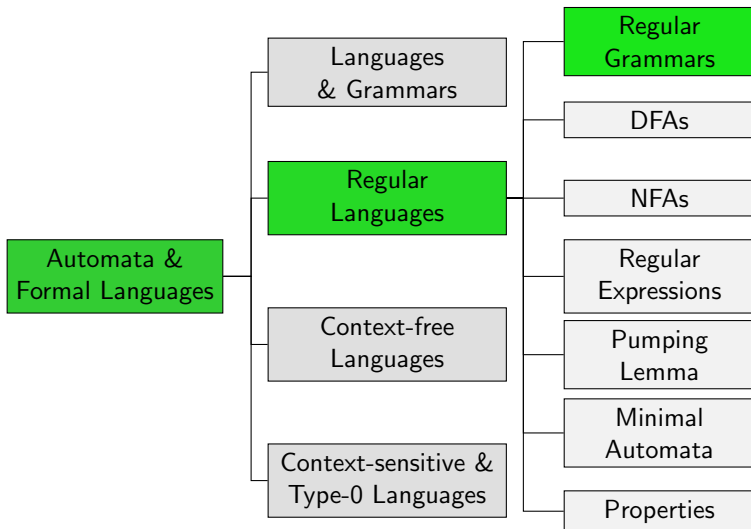 Automata &
Formal Languages
Languages
& Grammars
Regular
Languages
Context-free
Languages
Context-sensitive &
Type-0 Languages
Regular
Grammars
DFAs
NFAs
Regular
Expressions
Pumping
Lemma
Minimal
Automata
Properties